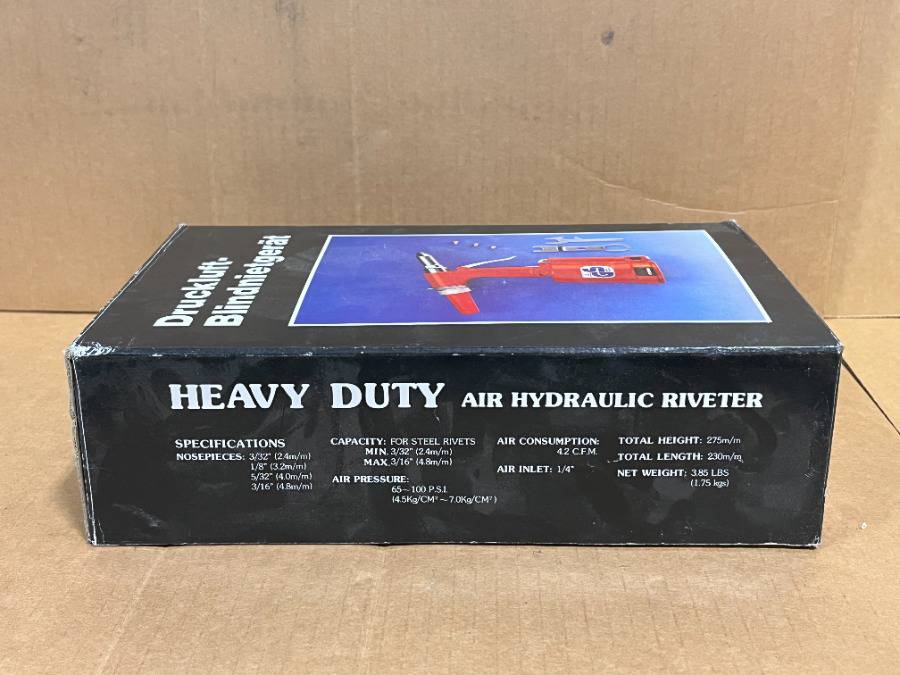 Druckluft-
Blindnietgerät
HEAVY DUTY AIR HYDRAULIC RIVETER
SPECIFICATIONS
NOSEPIECES: 3/32" (2.4m/m)
1/8" (3.2m/m)
5/32" (4.0m/m)
3/16" (4.8m/m)
CAPACITY: FOR STEEL RIVETS
MIN. 3/32" (2.4m/m)
MAX. 3/16" (4.8m/m)
AIR PRESSURE:
65~100 P.S.I.
(4.5Kg/CM²~7.0Kg/CM²)
AIR CONSUMPTION:
4.2 C.F.M.
AIR INLET: 1/4"
TOTAL HEIGHT: 275m/m
TOTAL LENGTH: 230m/m
NET WEIGHT: 3.85 LBS
(1.75 kgs)